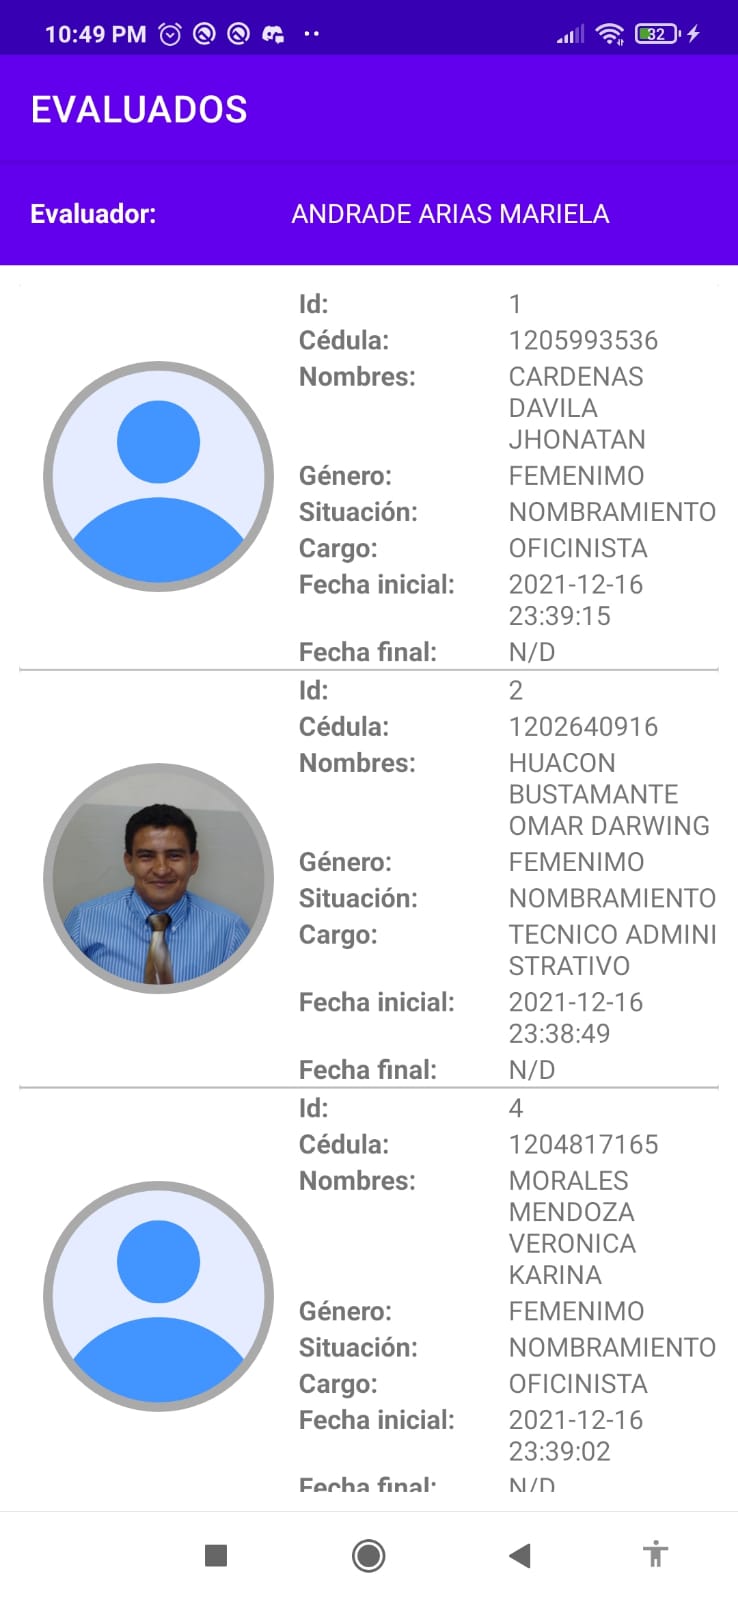 10:49 PM
32
EVALUADOS
Evaluador: ANDRADE ARIAS MARIELA
Id: 1
Cédula: 1205993536
Nombres: CARDENAS
DAVILA
JHONATAN
Género: FEMENIMO
Situación: NOMBRAMIENTO
Cargo: OFICINISTA
Fecha inicial: 2021-12-16
23:39:15
Fecha final: N/D
Id: 2
Cédula: 1202640916
Nombres: HUACON
BUSTAMANTE
OMAR DARWING
Género: FEMENIMO
Situación: NOMBRAMIENTO
Cargo: TECNICO ADMINI
STRATIVO
Fecha inicial: 2021-12-16
23:38:49
Fecha final: N/D
Id: 4
Cédula: 1204817165
Nombres: MORALES
MENDOZA
VERONICA
KARINA
Género: FEMENIMO
Situación: NOMBRAMIENTO
Cargo: OFICINISTA
Fecha inicial: 2021-12-16
23:39:02
Fecha final: N/D